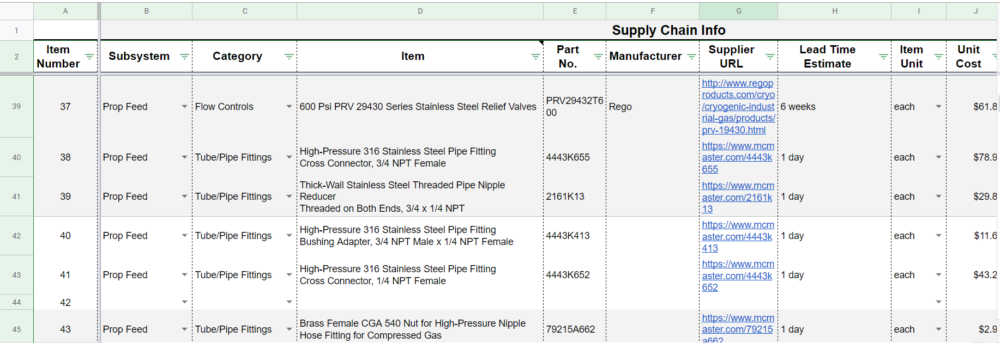 A B C D E F G H I J
1 Supply Chain Info
2 Item Number Subsystem Category Item Part No. Manufacturer Supplier URL Lead Time Estimate Item Unit Unit Cost
39 37 Prop Feed Flow Controls 600 Psi PRV 29430 Series Stainless Steel Relief Valves PRV29432T600 Rego http://www.regoproducts.com/cryo/cryogenic-industrial-gas/products/prv-19430.html 6 weeks each $61.8
40 38 Prop Feed Tube/Pipe Fittings High-Pressure 316 Stainless Steel Pipe Fitting Cross Connector, 3/4 NPT Female 4443K655 https://www.mcmaster.com/4443k655 1 day each $78.9
41 39 Prop Feed Tube/Pipe Fittings Thick-Wall Stainless Steel Threaded Pipe Nipple Reducer Threaded on Both Ends, 3/4 x 1/4 NPT 2161K13 https://www.mcmaster.com/2161k13 1 day each $29.8
42 40 Prop Feed Tube/Pipe Fittings High-Pressure 316 Stainless Steel Pipe Fitting Bushing Adapter, 3/4 NPT Male x 1/4 NPT Female 4443K413 https://www.mcmaster.com/4443k413 1 day each $11.6
43 41 Prop Feed Tube/Pipe Fittings High-Pressure 316 Stainless Steel Pipe Fitting Cross Connector, 1/4 NPT Female 4443K652 https://www.mcmaster.com/4443k652 1 day each $43.2
44 42
45 43 Prop Feed Tube/Pipe Fittings Brass Female CGA 540 Nut for High-Pressure Nipple Hose Fitting for Compressed Gas 79215A662 https://www.mcmaster.com/79215a662 1 day each $2.9